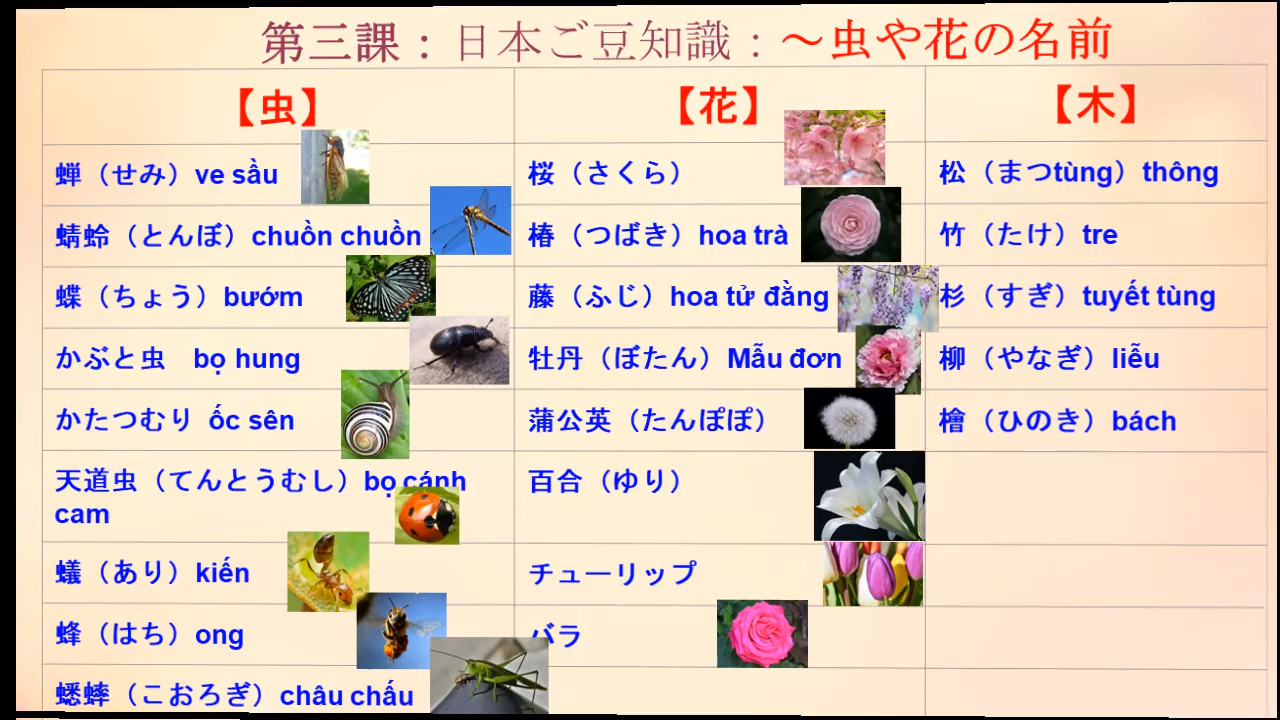 第三課：日本ご豆知識：～虫や花の名前
【虫】 【花】 【木】
蝉（せみ）ve sầu 桜（さくら） 松（まつtùng）thông
蜻蛉（とんぼ）chuồn chuồn 椿（つばき）hoa trà 竹（たけ）tre
蝶（ちょう）bướm 藤（ふじ）hoa tử đằng 杉（すぎ）tuyết tùng
かぶと虫　bọ hung 牡丹（ぼたん）Mẫu đơn 柳（やなぎ）liễu
かたつむり ốc sên 蒲公英（たんぽぽ） 檜（ひのき）bách
天道虫（てんとうむし）bọ cánh cam 百合（ゆり）
蟻（あり）kiến チューリップ
蜂（はち）ong バラ
蟋蟀（こおろぎ）châu chấu